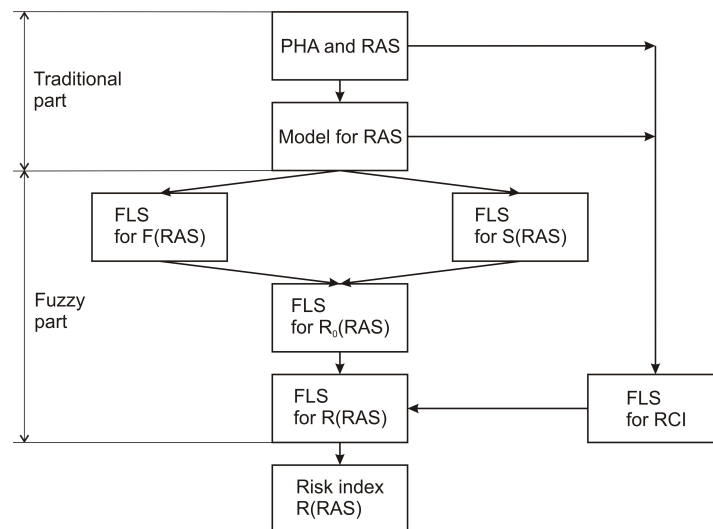 PHA and RAS
Traditional
part
Model for RAS
FLS
for F(RAS)
FLS
for S(RAS)
Fuzzy
part
FLS
for R₀(RAS)
FLS
for R(RAS)
FLS
for RCI
Risk index
R(RAS)